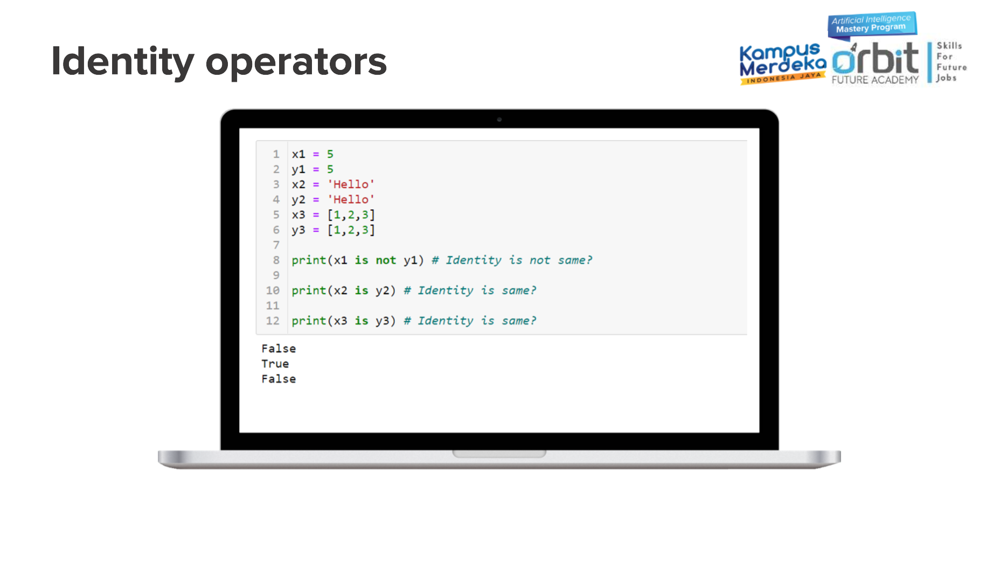 Identity operators
Artificial Intelligence
Mastery Program
Kampus
Merdeka
INDONESIA JAYA
orbit
FUTURE ACADEMY
Skills
For
Future
Jobs
1 x1 = 5
2 y1 = 5
3 x2 = 'Hello'
4 y2 = 'Hello'
5 x3 = [1,2,3]
6 y3 = [1,2,3]
7
8 print(x1 is not y1) # Identity is not same?
9
10 print(x2 is y2) # Identity is same?
11
12 print(x3 is y3) # Identity is same?
False
True
False